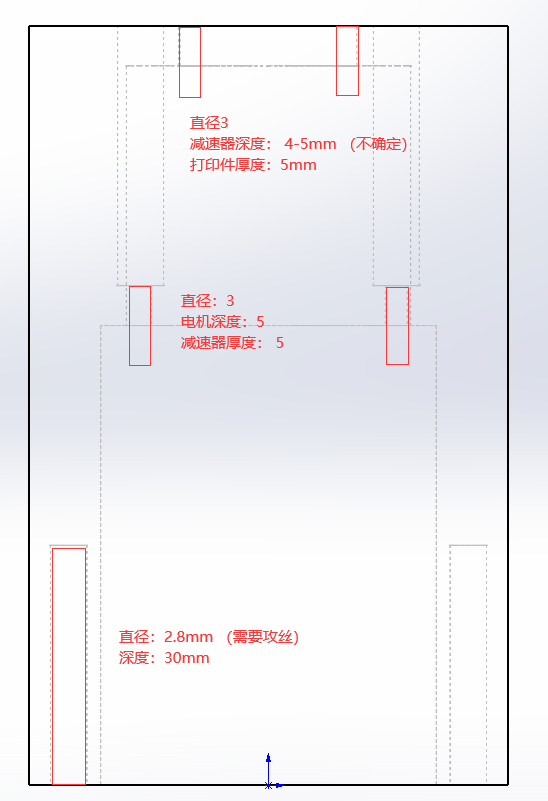 直径3
减速器深度： 4-5mm （不确定）
打印件厚度：5mm
直径：3
电机深度：5
减速器厚度： 5
直径：2.8mm （需要攻丝）
深度：30mm